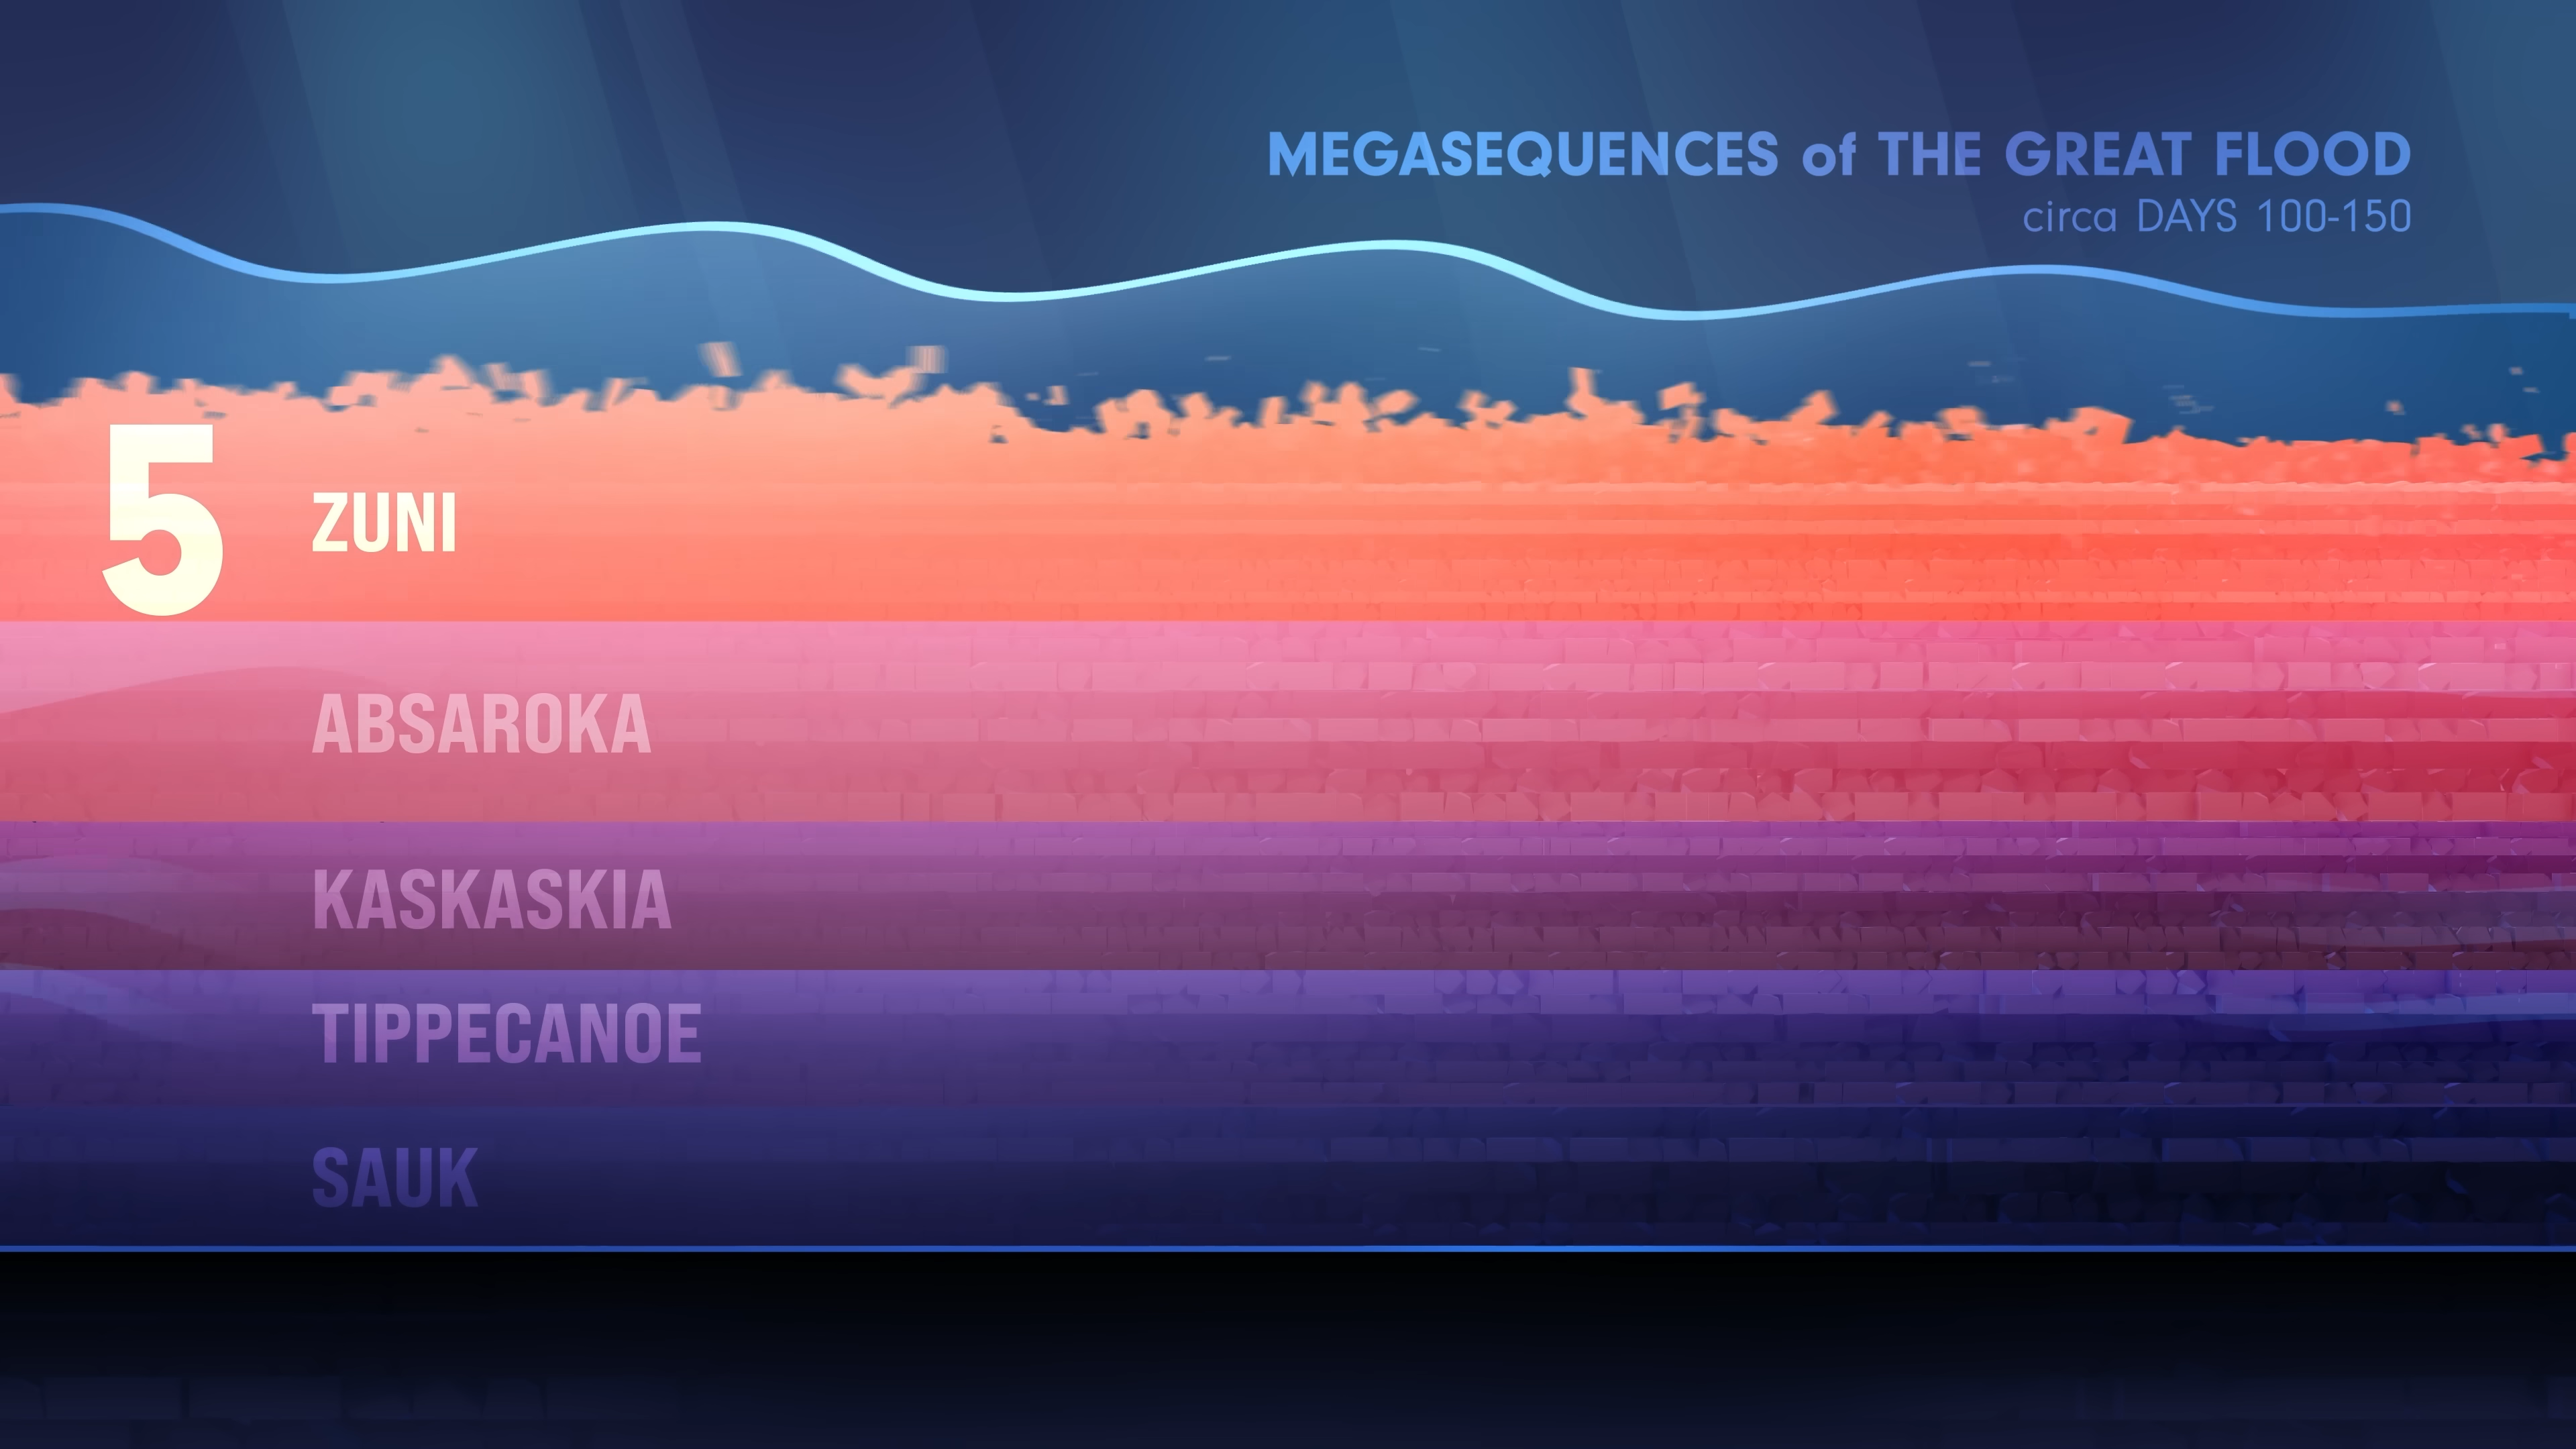 MEGASEQUENCES of THE GREAT FLOOD
circa DAYS 100-150
5 ZUNI
ABSAROKA
KASKASKIA
TIPPECANOE
SAUK